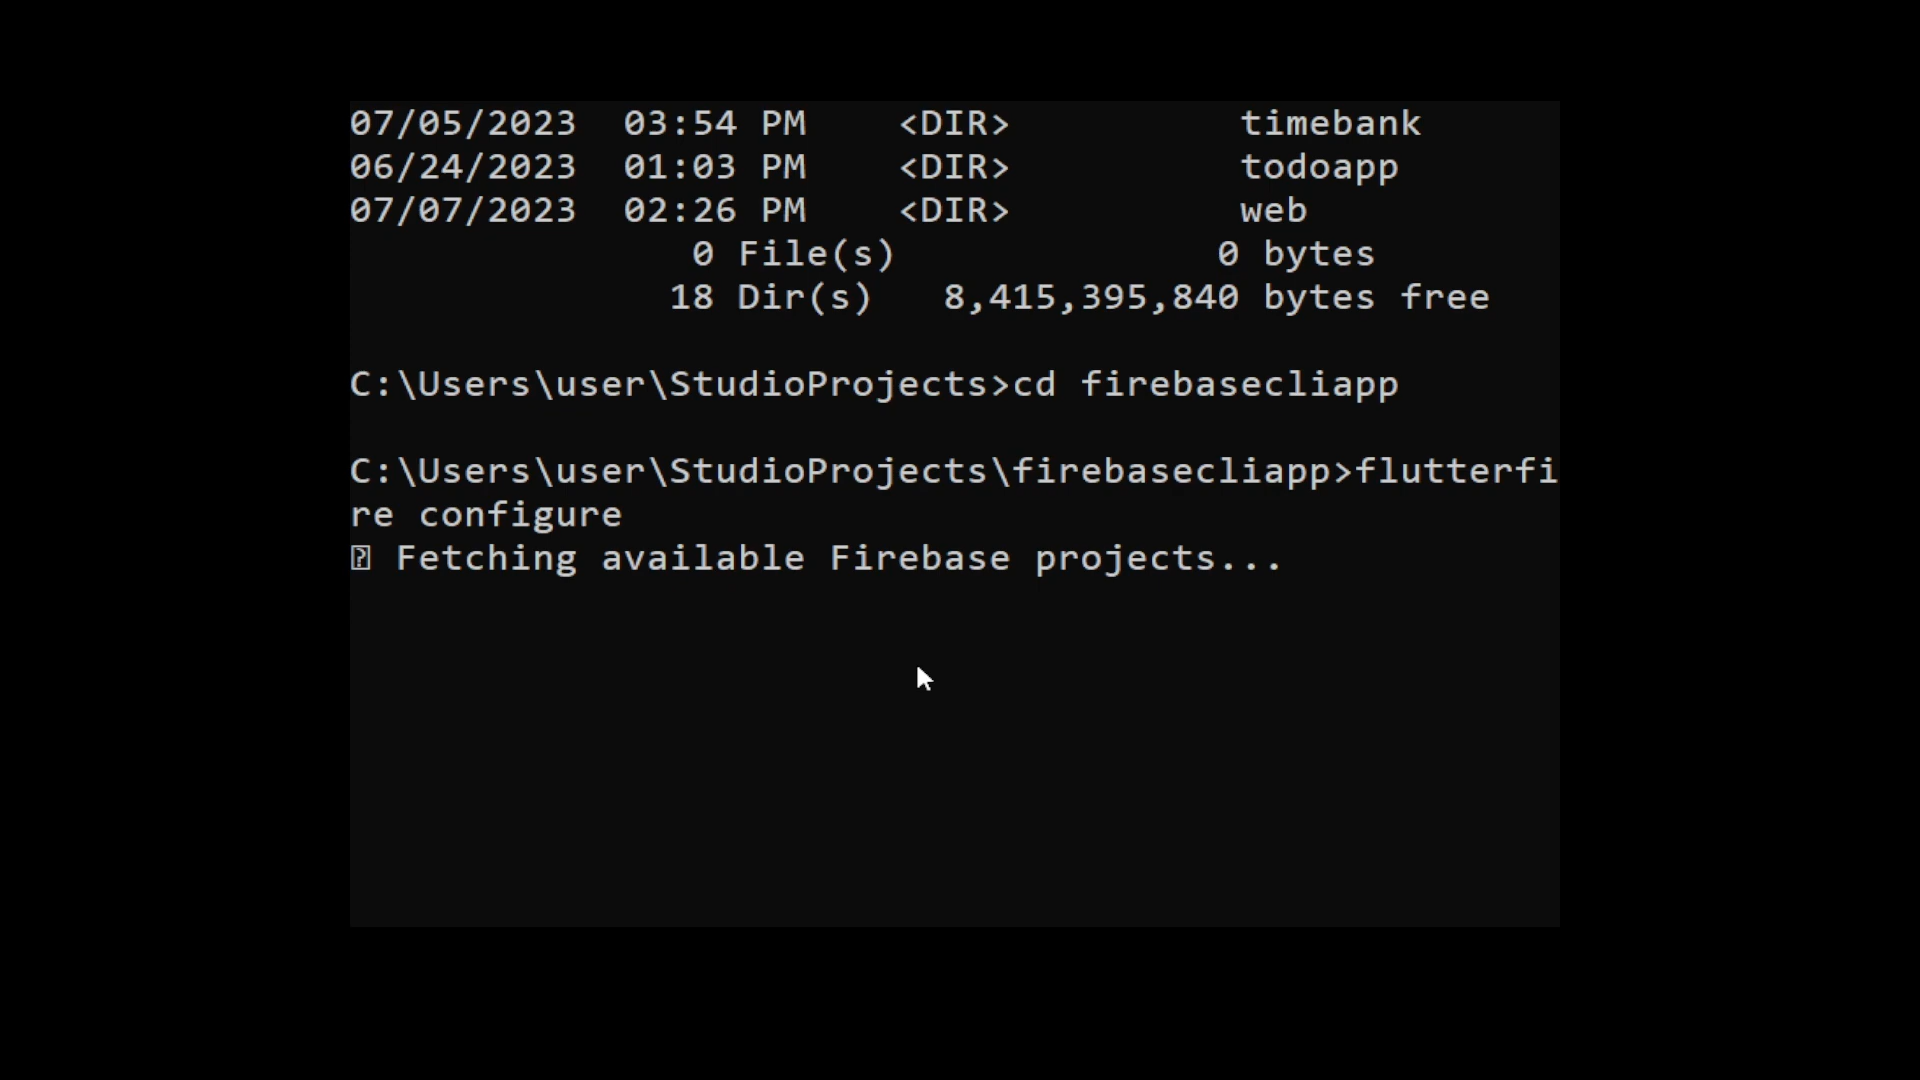 07/05/2023  03:54 PM    <DIR>          timebank
06/24/2023  01:03 PM    <DIR>          todoapp
07/07/2023  02:26 PM    <DIR>          web
               0 File(s)              0 bytes
              18 Dir(s)   8,415,395,840 bytes free
C:\Users\user\StudioProjects>cd firebasecliapp
C:\Users\user\StudioProjects\firebasecliapp>flutterfi
re configure
⍰ Fetching available Firebase projects...